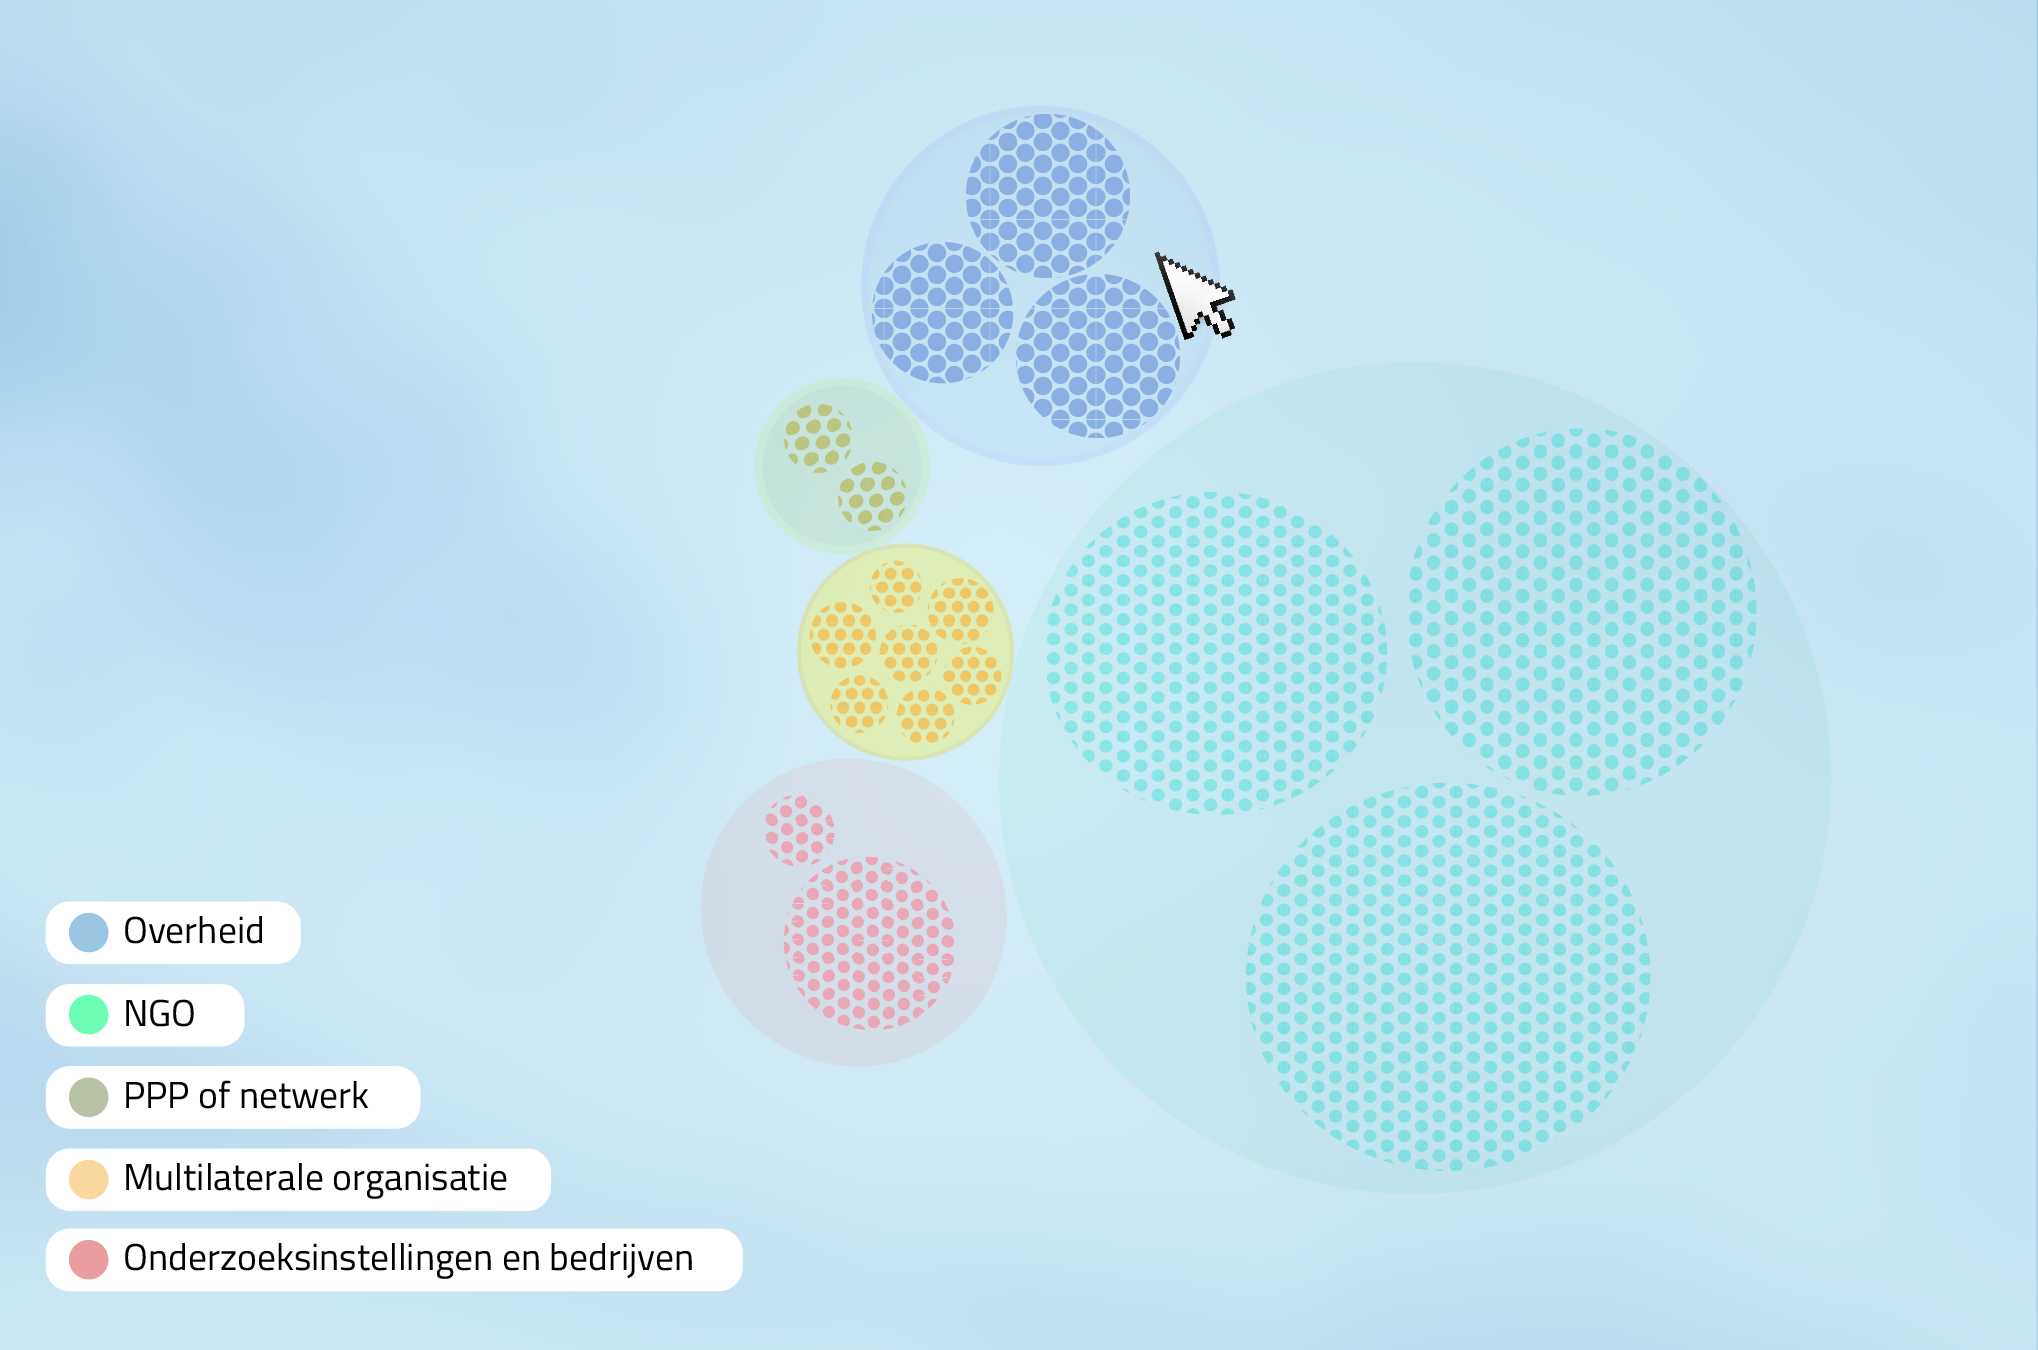 Overheid
NGO
PPP of netwerk
Multilaterale organisatie
Onderzoeksinstellingen en bedrijven